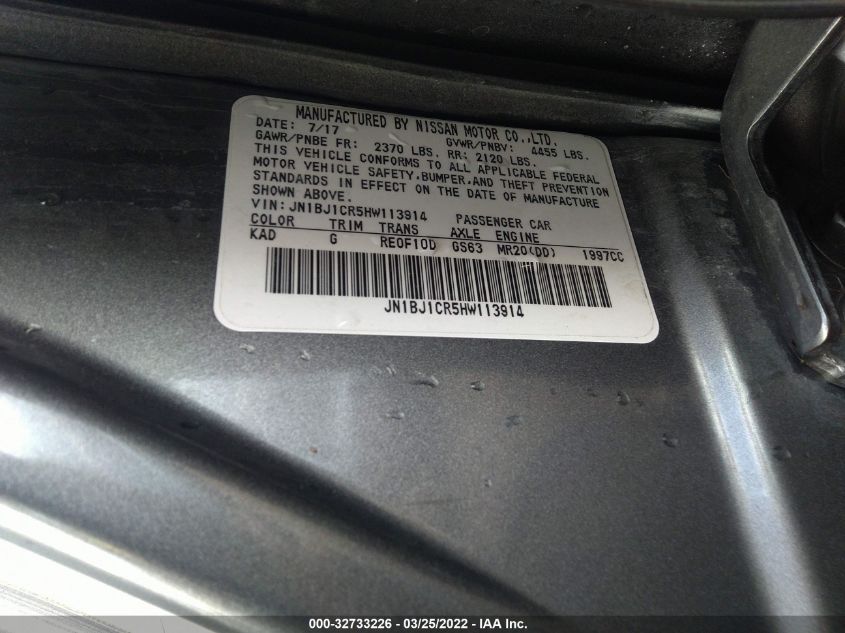 MANUFACTURED BY NISSAN MOTOR CO.,LTD.
DATE: 7/17 GVWR/PNBV: 4455 LBS.
GAWR/PNBE FR: 2370 LBS. RR: 2120 LBS.
THIS VEHICLE CONFORMS TO ALL APPLICABLE FEDERAL
MOTOR VEHICLE SAFETY,BUMPER,AND THEFT PREVENTION
STANDARDS IN EFFECT ON THE DATE OF MANUFACTURE
SHOWN ABOVE.
VIN: JN1BJ1CR5HW113914 PASSENGER CAR
COLOR TRIM TRANS AXLE ENGINE
KAD G RE0F10D GS63 MR20(DD) 1997CC
JN1BJ1CR5HW113914
000-32733226 - 03/25/2022 - IAA Inc.